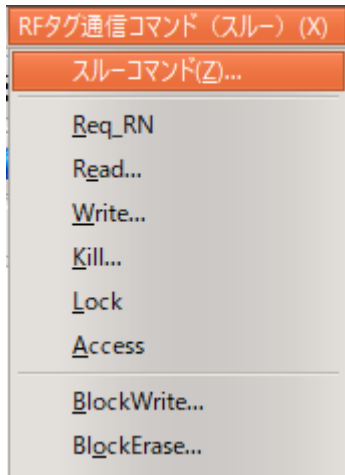 RFタグ通信コマンド（スルー）(X)
スルーコマンド(Z)...
Req_RN
Read...
Write...
Kill...
Lock
Access
BlockWrite...
BlockErase...